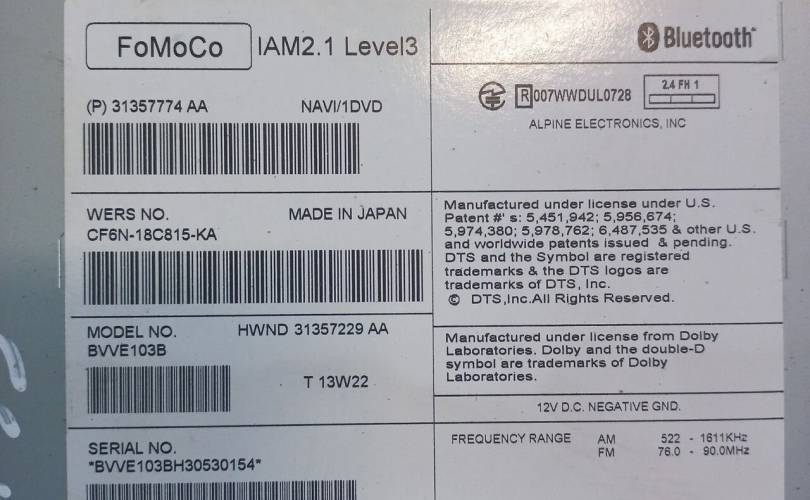 FoMoCo IAM2.1 Level3
(P) 31357774 AA NAVI/1DVD
WERS NO. MADE IN JAPAN
CF6N-18C815-KA
MODEL NO. HWND 31357229 AA
BVVE103B
T 13W22
SERIAL NO.
*BVVE103BH30530154*
Bluetooth
R 007WWDUL0728 2.4 FH 1
ALPINE ELECTRONICS, INC
Manufactured under license under U.S.
Patent #' s: 5,451,942; 5,956,674;
5,974,380; 5,978,762; 6,487,535 & other U.S.
and worldwide patents issued & pending.
DTS and the Symbol are registered
trademarks & the DTS logos are
trademarks of DTS, Inc.
© DTS,Inc.All Rights Reserved.
Manufactured under license from Dolby
Laboratories. Dolby and the double-D
symbol are trademarks of Dolby
Laboratories.
12V D.C. NEGATIVE GND.
FREQUENCY RANGE AM 522 - 1611KHz
FM 76.0 - 90.0MHz